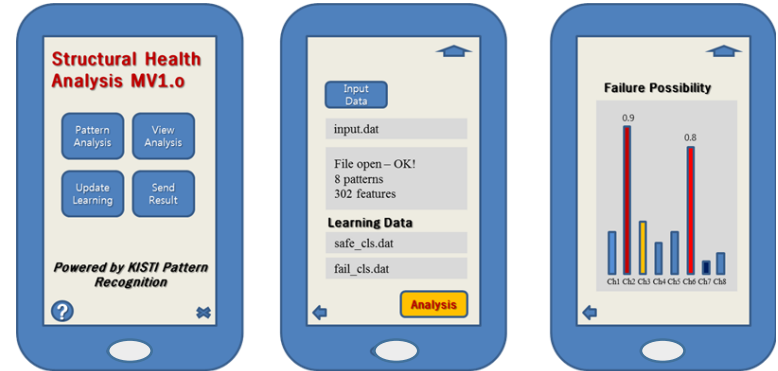 Structural Health
Analysis MV1.o
Pattern
Analysis
View
Analysis
Update
Learning
Send
Result
Powered by KISTI Pattern
Recognition
?
Input
Data
input.dat
File open – OK!
8 patterns
302 features
Learning Data
safe_cls.dat
fail_cls.dat
Analysis
Failure Possibility
0.9
0.8
Ch1 Ch2 Ch3 Ch4 Ch5 Ch6 Ch7 Ch8